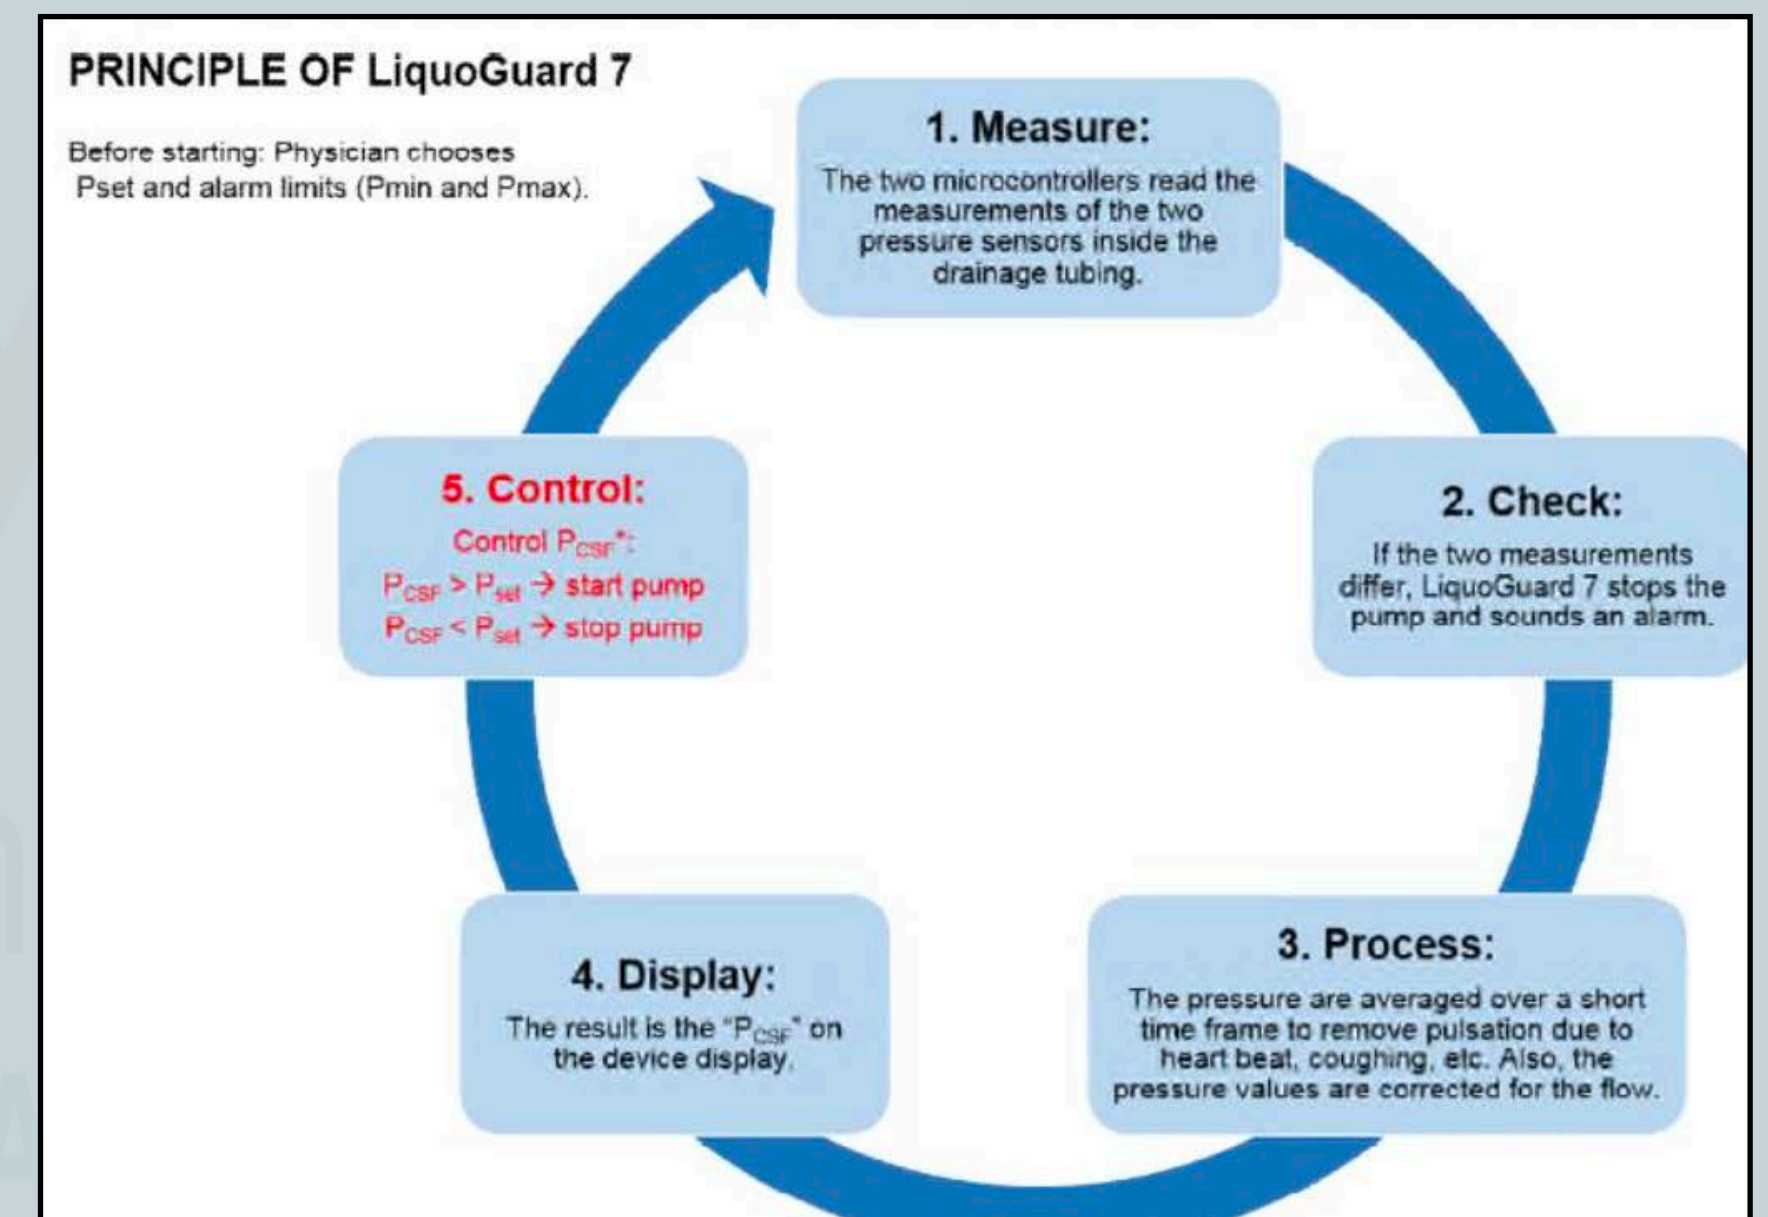 PRINCIPLE OF LiquoGuard 7
Before starting: Physician chooses
Pset and alarm limits (Pmin and Pmax).
1. Measure:
The two microcontrollers read the
measurements of the two
pressure sensors inside the
drainage tubing.
2. Check:
If the two measurements
differ, LiquoGuard 7 stops the
pump and sounds an alarm.
3. Process:
The pressure are averaged over a short
time frame to remove pulsation due to
heart beat, coughing, etc. Also, the
pressure values are corrected for the flow.
4. Display:
The result is the "PCSF" on
the device display.
5. Control:
Control PCSF*:
PCSF > Pset → start pump
PCSF < Pset → stop pump